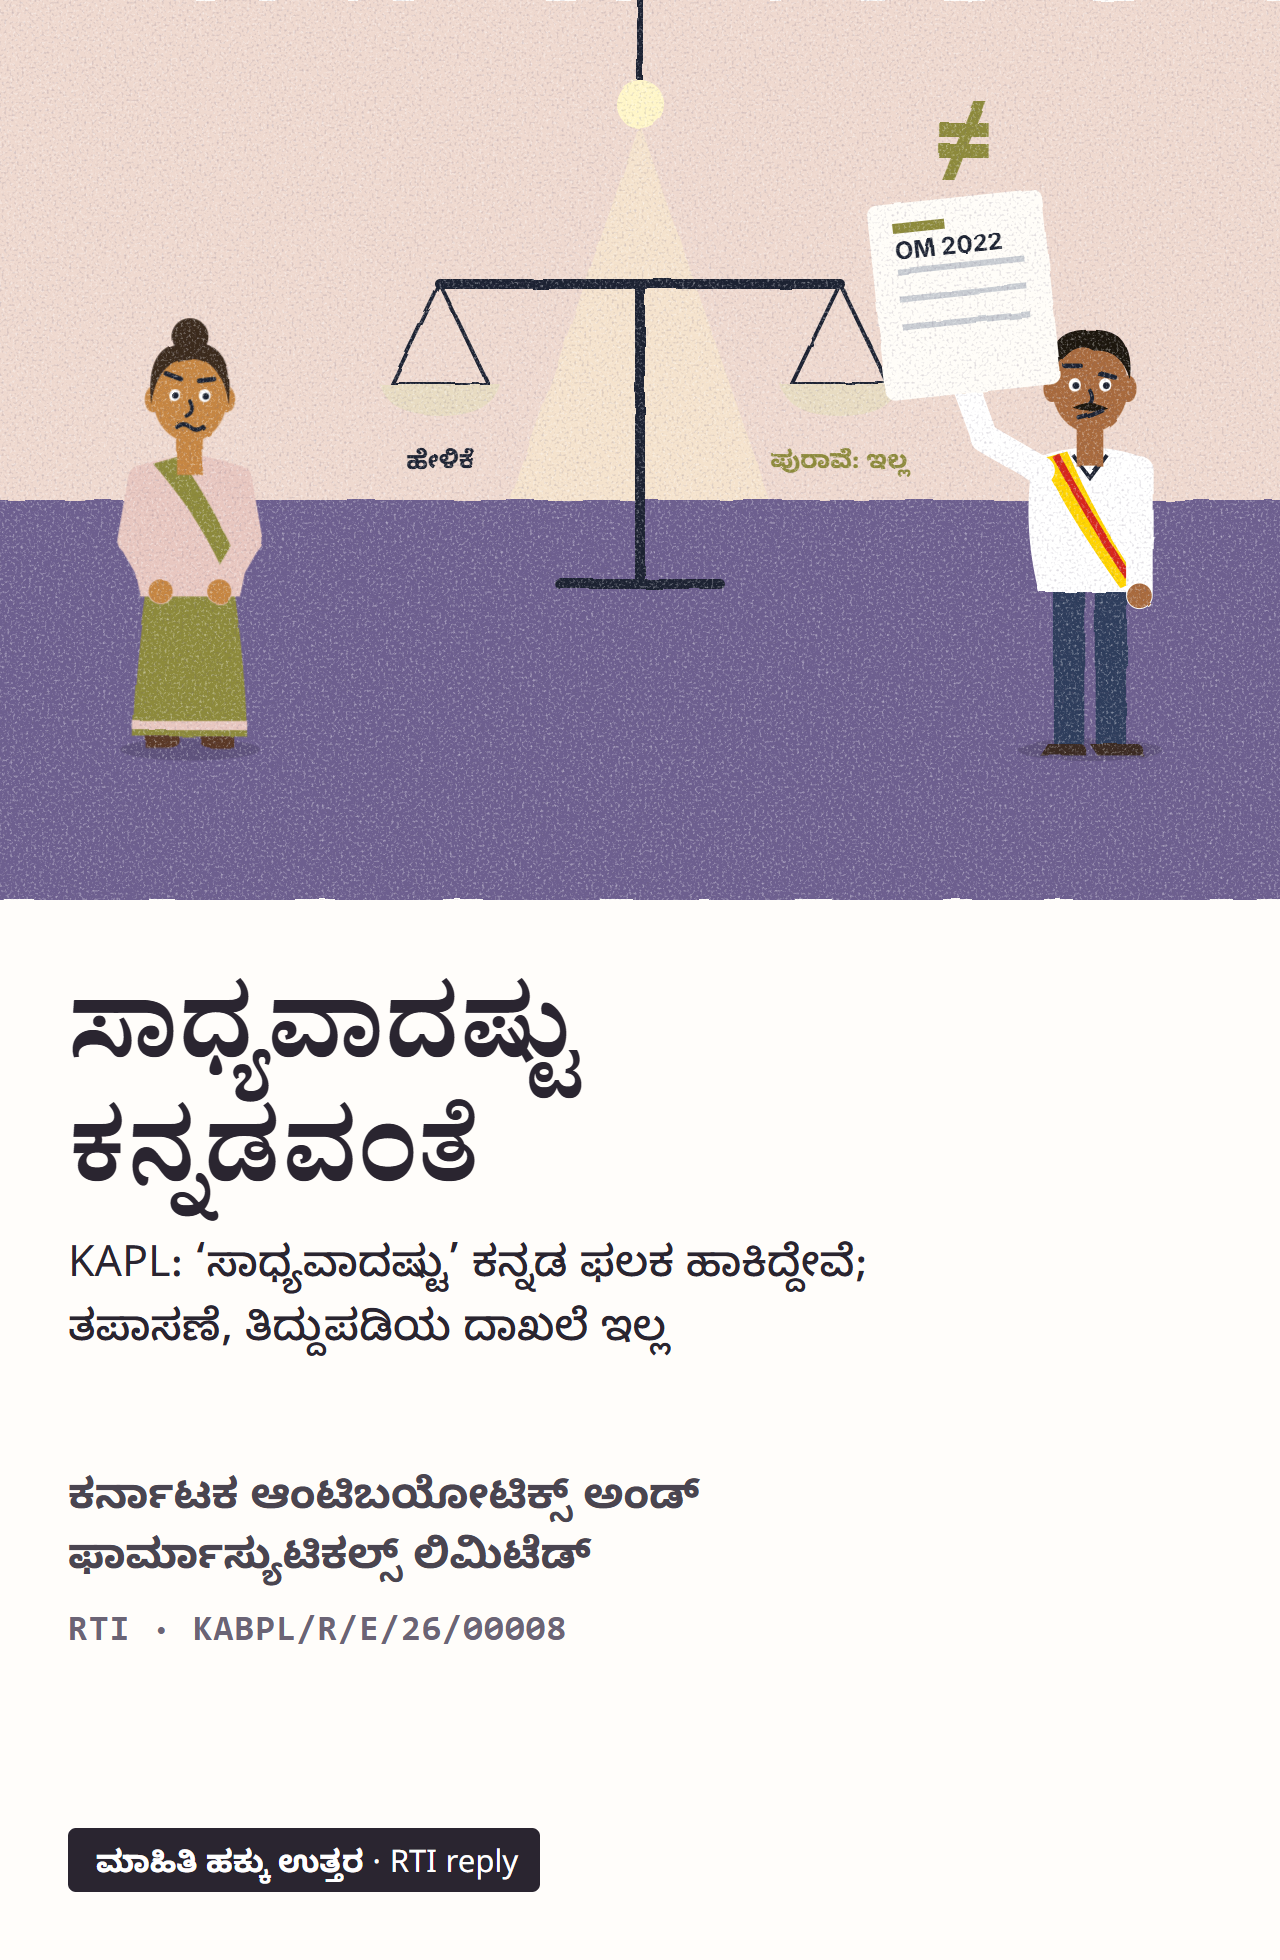 ≠
OM 2022
ಹೇಳಿಕೆ
ಪುರಾವೆ: ಇಲ್ಲ
ಸಾಧ್ಯವಾದಷ್ಟು
ಕನ್ನಡವಂತೆ
KAPL: ‘ಸಾಧ್ಯವಾದಷ್ಟು’ ಕನ್ನಡ ಫಲಕ ಹಾಕಿದ್ದೇವೆ;
ತಪಾಸಣೆ, ತಿದ್ದುಪಡಿಯ ದಾಖಲೆ ಇಲ್ಲ
ಕರ್ನಾಟಕ ಆಂಟಿಬಯೋಟಿಕ್ಸ್ ಅಂಡ್
ಫಾರ್ಮಾಸ್ಯುಟಿಕಲ್ಸ್ ಲಿಮಿಟೆಡ್
RTI · KABPL/R/E/26/00008
ಮಾಹಿತಿ ಹಕ್ಕು ಉತ್ತರ · RTI reply